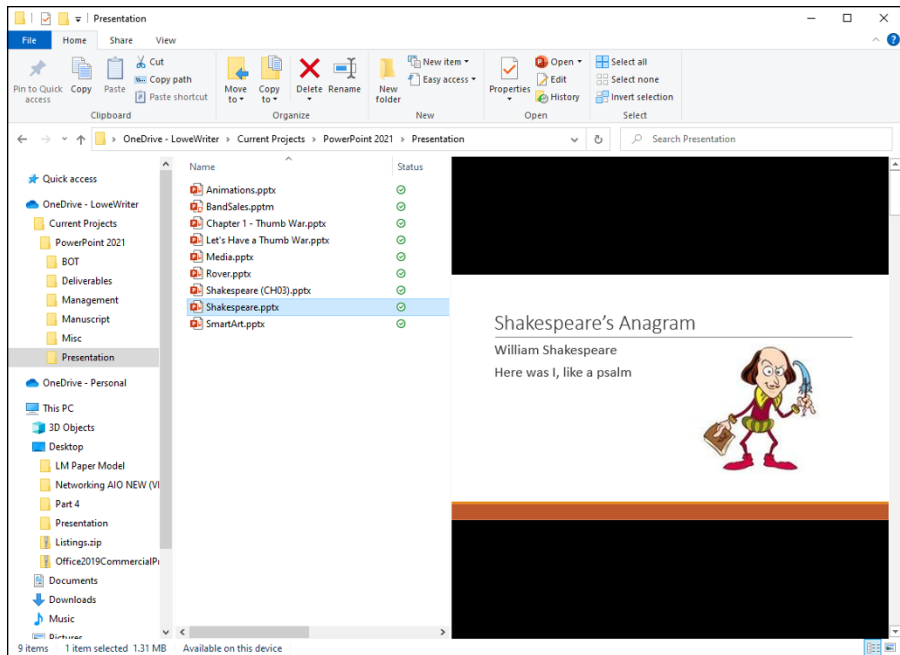 Presentation
File Home Share View
Pin to Quick access
Copy
Paste
Cut
Copy path
Paste shortcut
Clipboard
Move to
Copy to
Delete
Rename
Organize
New folder
New item
Easy access
New
Properties
Open
Edit
History
Open
Select all
Select none
Invert selection
Select
OneDrive - LoweWriter > Current Projects > PowerPoint 2021 > Presentation
Search Presentation
Quick access
OneDrive - LoweWriter
Current Projects
PowerPoint 2021
BOT
Deliverables
Management
Manuscript
Misc
Presentation
OneDrive - Personal
This PC
3D Objects
Desktop
LM Paper Model
Networking AIO NEW (VI
Part 4
Presentation
Listings.zip
Office2019CommercialPr
Documents
Downloads
Music
Pictures
Name Status
Animations.pptx
BandSales.pptm
Chapter 1 - Thumb War.pptx
Let's Have a Thumb War.pptx
Media.pptx
Rover.pptx
Shakespeare (CH03).pptx
Shakespeare.pptx
SmartArt.pptx
Shakespeare’s Anagram
William Shakespeare
Here was I, like a psalm
9 items 1 item selected 1.31 MB Available on this device